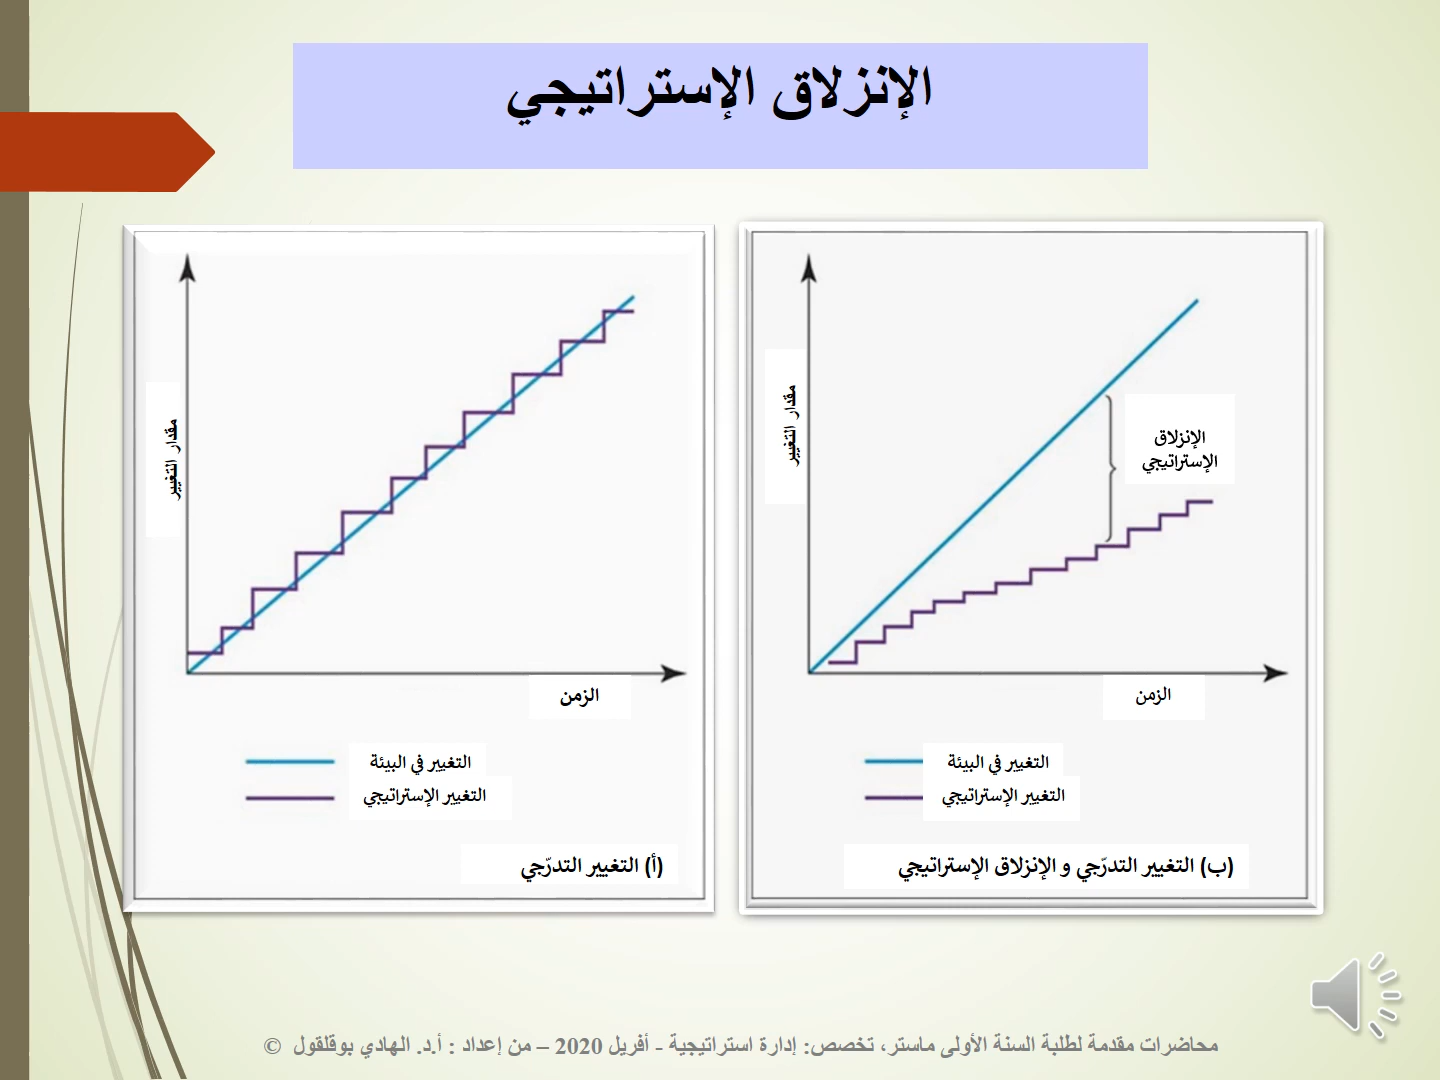 الإنزلاق الإستراتيجي
مقدار التغيير
الزمن
التغيير في البيئة
التغيير الإستراتيجي
(أ) التغيير التدرّجي
مقدار التغيير
الإنزلاق
الإستراتيجي
الزمن
التغيير في البيئة
التغيير الإستراتيجي
(ب) التغيير التدرّجي و الإنزلاق الإستراتيجي
محاضرات مقدمة لطلبة السنة الأولى ماستر، تخصص: إدارة استراتيجية - أفريل 2020 – من إعداد : أ.د. الهادي بوقلقول ©